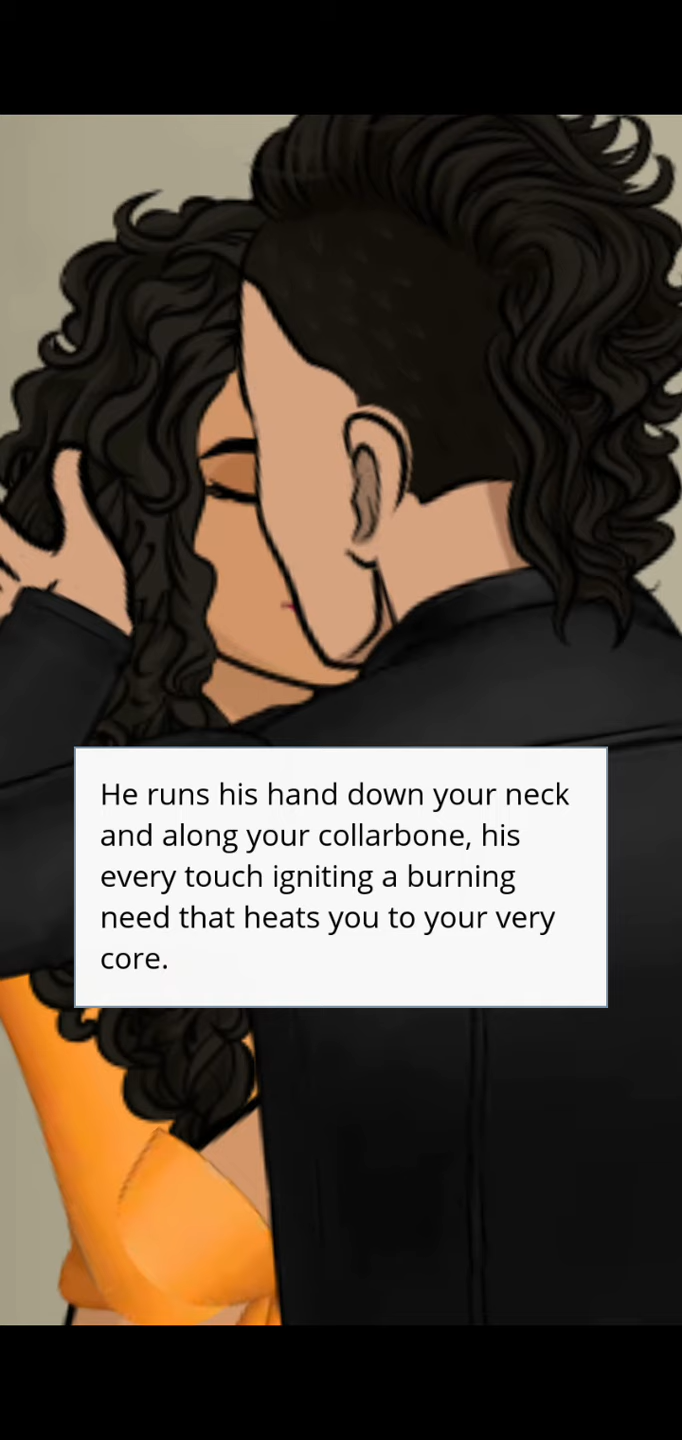 He runs his hand down your neck
and along your collarbone, his
every touch igniting a burning
need that heats you to your very
core.